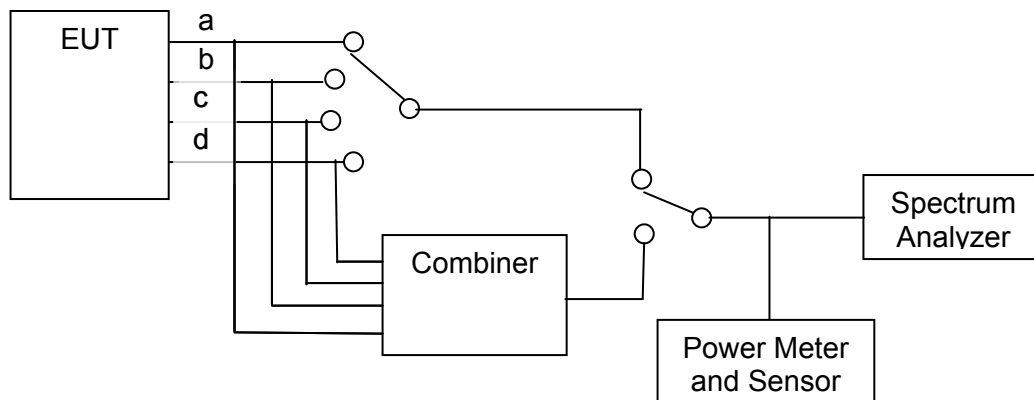 EUT
a
b
c
d
Combiner
Spectrum
Analyzer
Power Meter
and Sensor